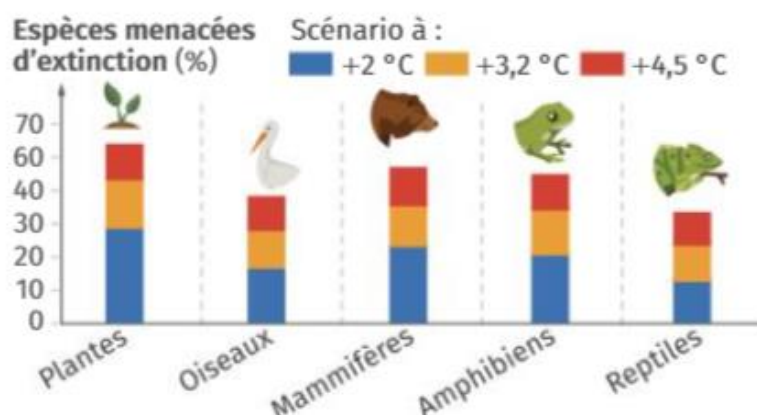 Espèces menacées
d'extinction (%)
Scénario à :
+2 °C +3,2 °C +4,5 °C
70
60
40
30
20
10
0
Plantes
Oiseaux
Mammifères
Amphibiens
Reptiles